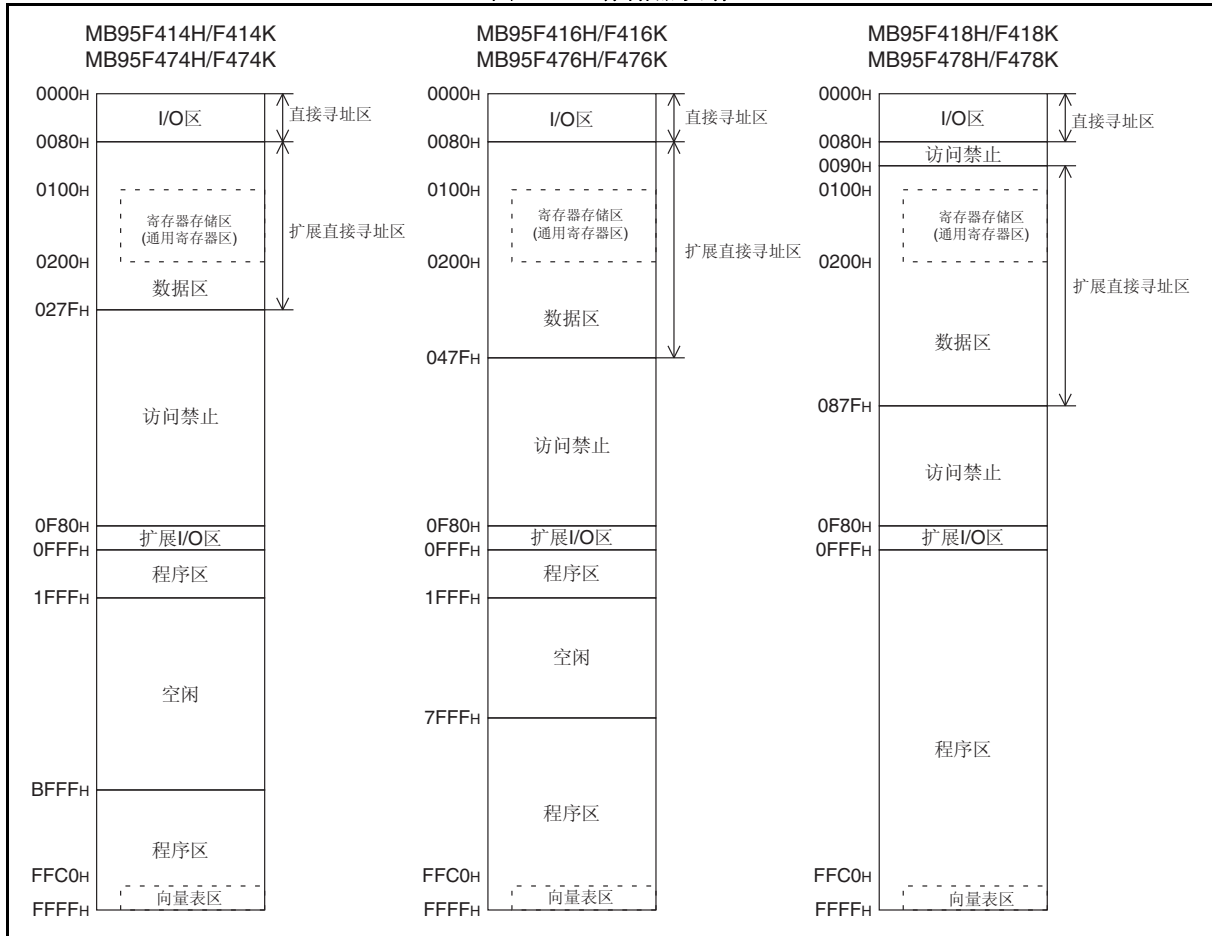 MB95F414H/F414K
MB95F474H/F474K
0000H
I/O区
直接寻址区
0080H
0100H
寄存器存储区
(通用寄存器区)
扩展直接寻址区
0200H
数据区
027FH
访问禁止
0F80H
扩展I/O区
0FFFH
程序区
1FFFH
空闲
BFFFH
程序区
FFC0H
向量表区
FFFFH
MB95F416H/F416K
MB95F476H/F476K
0000H
I/O区
直接寻址区
0080H
0100H
寄存器存储区
(通用寄存器区)
扩展直接寻址区
0200H
数据区
047FH
访问禁止
0F80H
扩展I/O区
0FFFH
程序区
1FFFH
空闲
7FFFH
程序区
FFC0H
向量表区
FFFFH
MB95F418H/F418K
MB95F478H/F478K
0000H
I/O区
直接寻址区
0080H
访问禁止
0090H
0100H
寄存器存储区
(通用寄存器区)
0200H
扩展直接寻址区
数据区
087FH
访问禁止
0F80H
扩展I/O区
0FFFH
程序区
FFC0H
向量表区
FFFFH